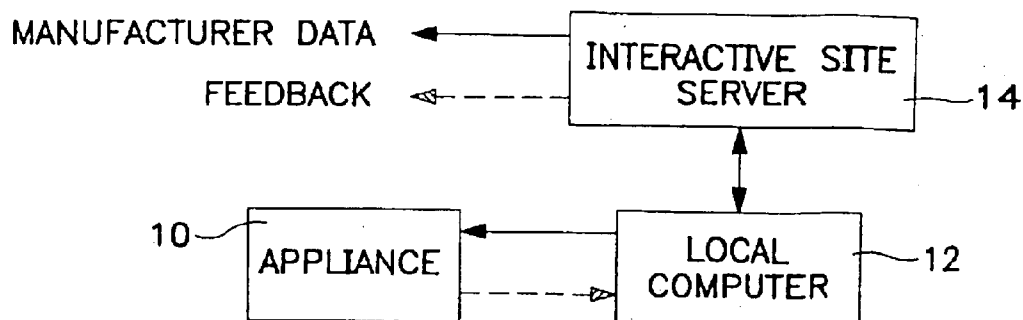 MANUFACTURER DATA
FEEDBACK
INTERACTIVE SITE
SERVER
14
10
APPLIANCE
LOCAL
COMPUTER
12